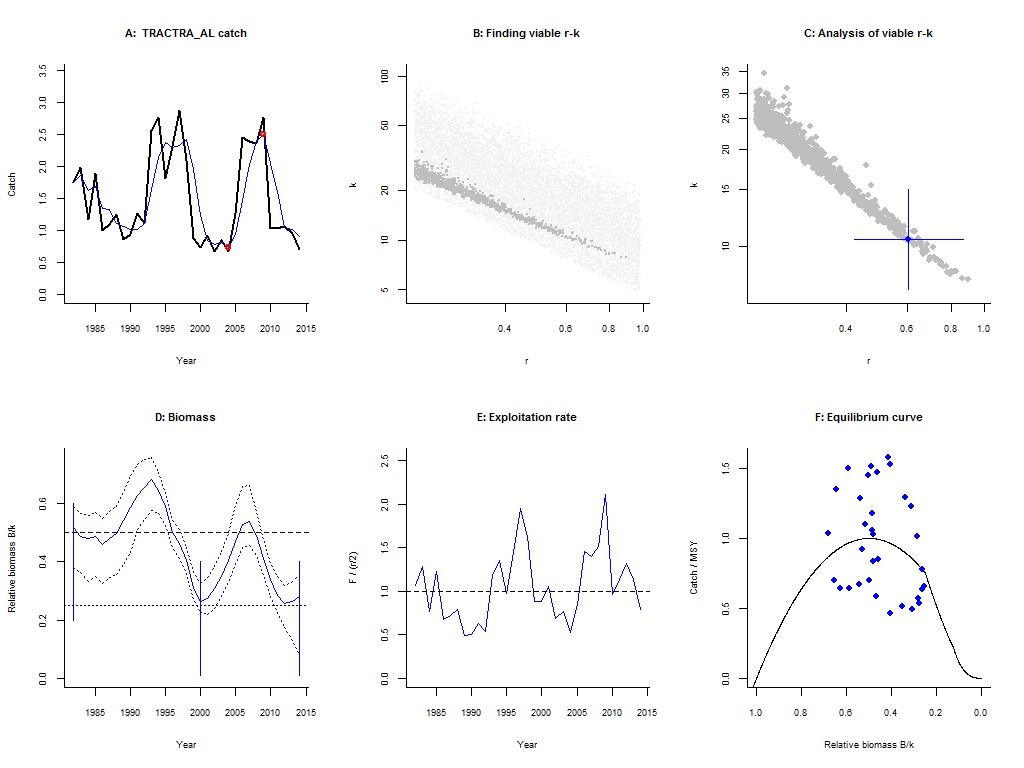 A: TRACTRA_AL catch
Catch
3.5
3.0
2.5
2.0
1.5
1.0
0.5
0.0
1985 1990 1995 2000 2005 2010 2015
Year
B: Finding viable r-k
k
100
50
20
10
5
0.4 0.6 0.8 1.0
r
C: Analysis of viable r-k
k
35
30
25
20
15
10
0.4 0.6 0.8 1.0
r
D: Biomass
Relative biomass B/k
0.6
0.4
0.2
0.0
1985 1990 1995 2000 2005 2010 2015
Year
E: Exploitation rate
F / (r/2)
2.5
2.0
1.5
1.0
0.5
0.0
1985 1990 1995 2000 2005 2010 2015
Year
F: Equilibrium curve
Catch / MSY
1.5
1.0
0.5
0.0
1.0 0.8 0.6 0.4 0.2 0.0
Relative biomass B/k